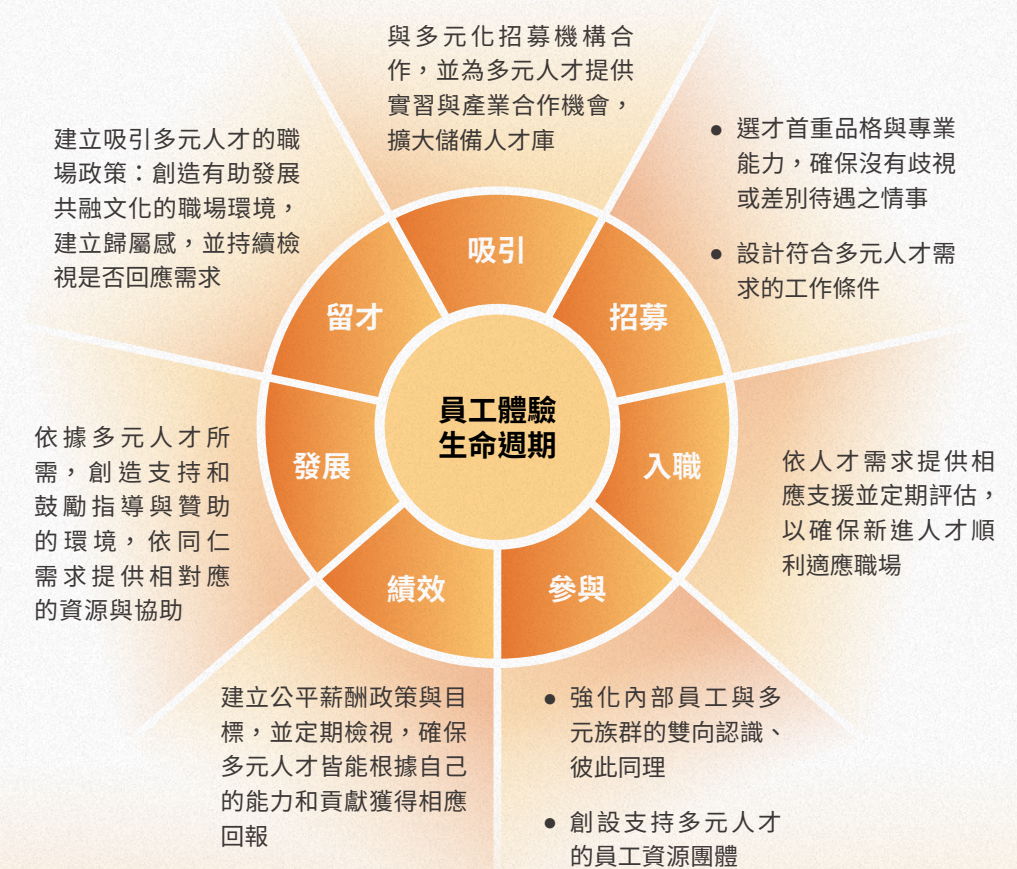 與多元化招募機構合
作，並為多元人才提供
實習與產業合作機會，
擴大儲備人才庫
● 選才首重品格與專業
能力，確保沒有歧視
或差別待遇之情事
● 設計符合多元人才需
求的工作條件
依人才需求提供相
應支援並定期評估，
以確保新進人才順
利適應職場
● 強化內部員工與多
元族群的雙向認識、
彼此同理
● 創設支持多元人才
的員工資源團體
建立公平薪酬政策與目
標，並定期檢視，確保
多元人才皆能根據自己
的能力和貢獻獲得相應
回報
依據多元人才所
需，創造支持和
鼓勵指導與贊助
的環境，依同仁
需求提供相對應
的資源與協助
建立吸引多元人才的職
場政策：創造有助發展
共融文化的職場環境，
建立歸屬感，並持續檢
視是否回應需求
吸引
招募
入職
參與
績效
發展
留才
員工體驗
生命週期